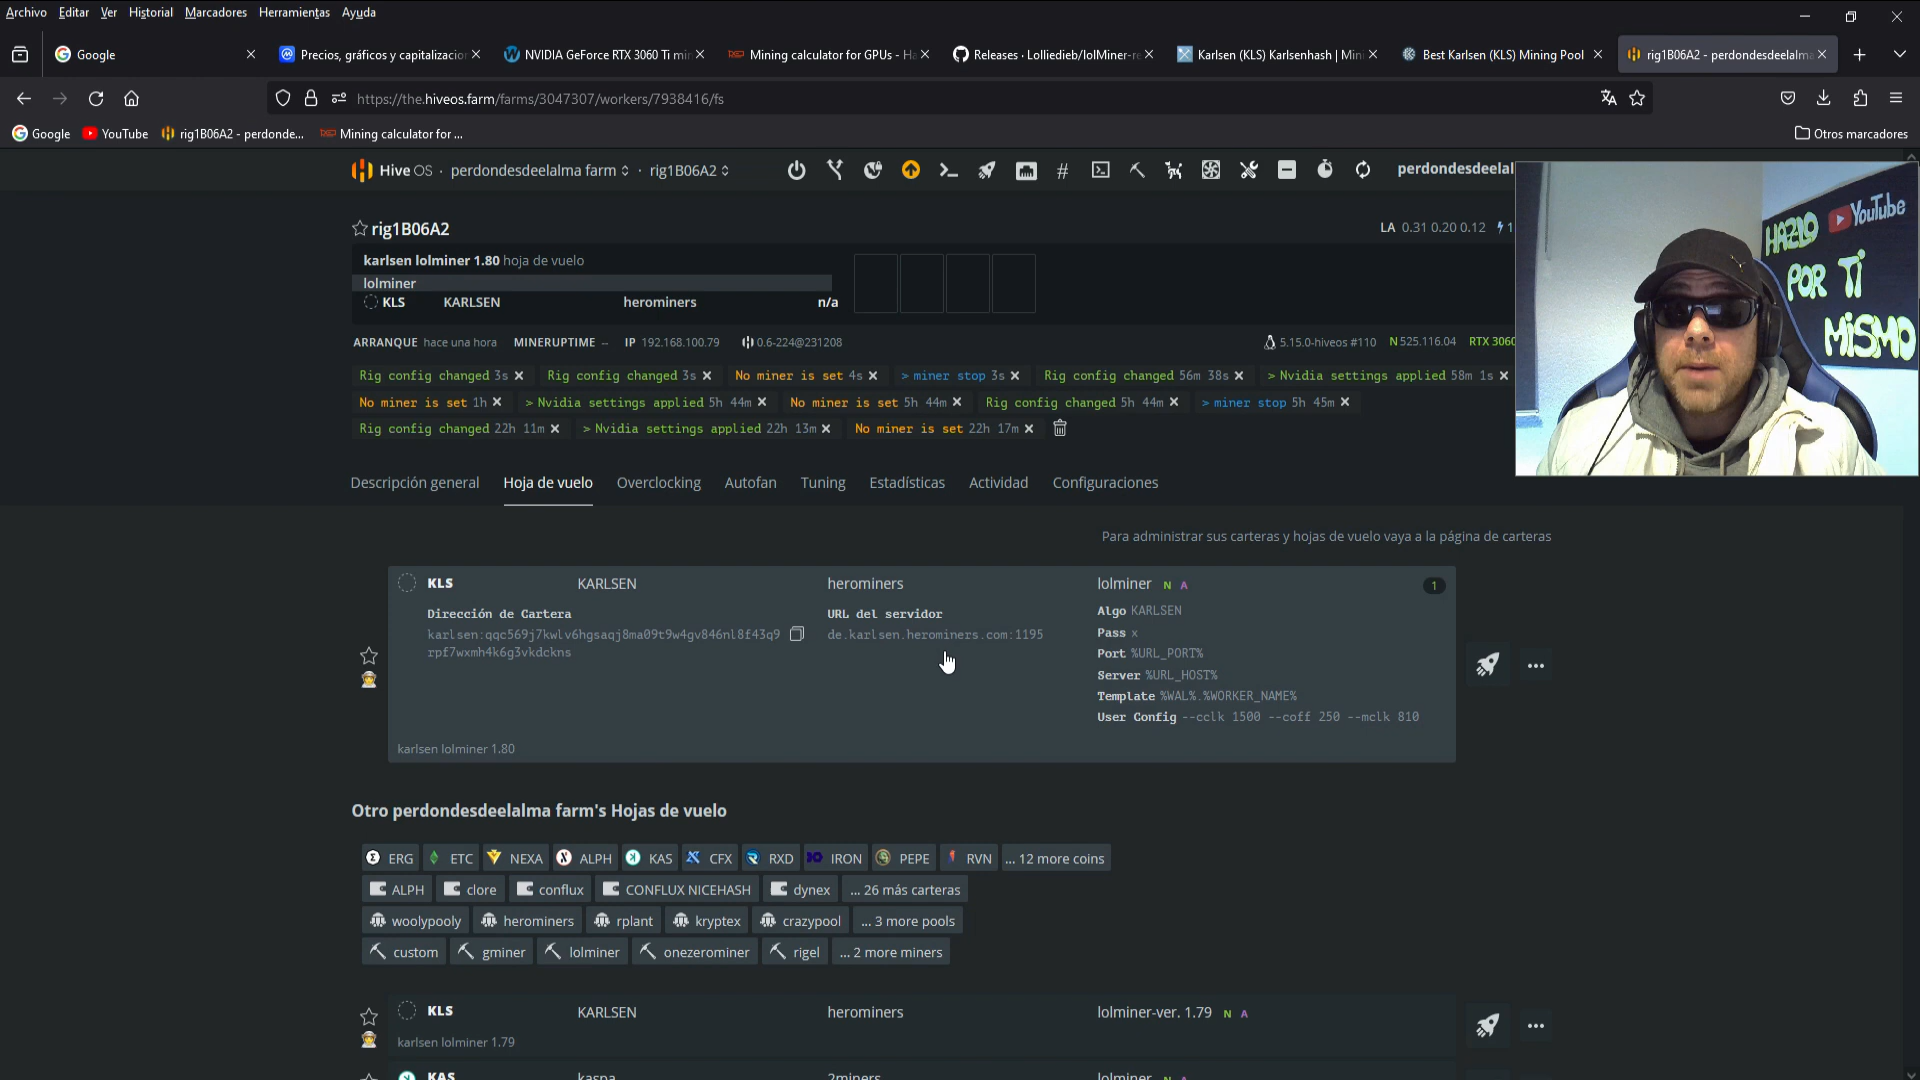 Archivo Editar Ver Historial Marcadores Herramientas Ayuda
Google
Precios, gráficos y capitalizacion
NVIDIA GeForce RTX 3060 Ti mi
Mining calculator for GPUs - Ha
Releases · Lolliedieb/lolMiner-re
Karlsen (KLS) Karlsenhash | Min
Best Karlsen (KLS) Mining Pool
rig1B06A2 - perdondesdeelalma
https://the.hiveos.farm/farms/3047307/workers/7938416/fs
Google YouTube rig1B06A2 - perdonde... Mining calculator for ... Otros marcadores
Hive OS · perdondesdeelalma farm · rig1B06A2
perdondesdeelal
rig1B06A2
LA 0.31 0.20 0.12 1
karlsen lolminer 1.80 hoja de vuelo
lolminer
KLS KARLSEN herominers n/a
ARRANQUE hace una hora MINERUPTIME -- IP 192.168.100.79 0.6-224@231208 5.15.0-hiveos #110 N 525.116.04 RTX 3060
Rig config changed 3s × Rig config changed 3s × No miner is set 4s × > miner stop 3s × Rig config changed 56m 38s × > Nvidia settings applied 58m 1s ×
No miner is set 1h × > Nvidia settings applied 5h 44m × No miner is set 5h 44m × Rig config changed 5h 44m × > miner stop 5h 45m ×
Rig config changed 22h 11m × > Nvidia settings applied 22h 13m × No miner is set 22h 17m ×
HAZLO YouTube
POR TÍ
MiSMO
Descripción general Hoja de vuelo Overclocking Autofan Tuning Estadísticas Actividad Configuraciones
Para administrar sus carteras y hojas de vuelo vaya a la página de carteras
KLS KARLSEN herominers lolminer N A 1
Dirección de Cartera URL del servidor Algo KARLSEN
karlsen:qqc569j7kwlv6hgsaqj8ma09t9w4gv846nl8f43q9 de.karlsen.herominers.com:1195 Pass x
rpf7wxmh4k6g3vkdckns Port %URL_PORT%
Server %URL_HOST%
Template %WAL%.%WORKER_NAME%
User Config --cclk 1500 --coff 250 --mclk 810
karlsen lolminer 1.80
Otro perdondesdeelalma farm's Hojas de vuelo
ERG ETC NEXA ALPH KAS CFX RXD IRON PEPE RVN ... 12 more coins
ALPH clore conflux CONFLUX NICEHASH dynex ... 26 más carteras
woolypooly herominers rplant kryptex crazypool ... 3 more pools
custom gminer lolminer onezerominer rigel ... 2 more miners
KLS KARLSEN herominers lolminer-ver. 1.79 N A
karlsen lolminer 1.79
KAS kaspa 2miners lolminer N A